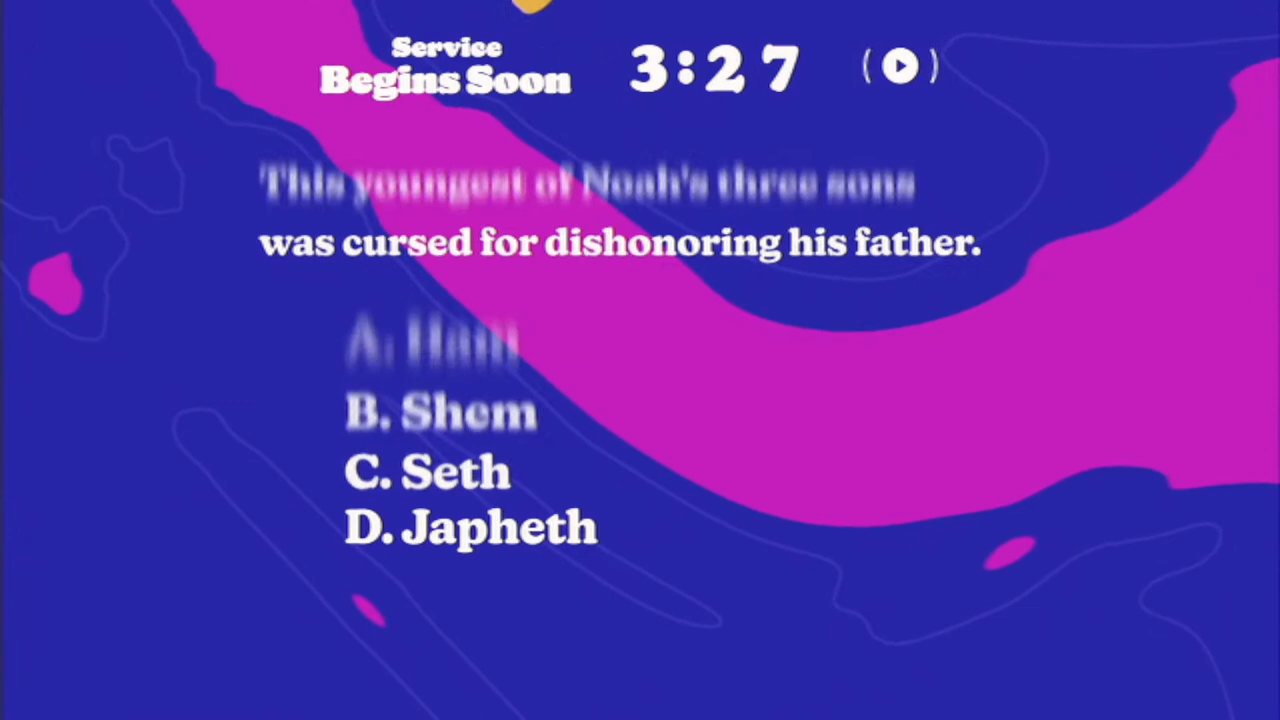 Service
Begins Soon
3:27
This youngest of Noah's three sons
was cursed for dishonoring his father.
A. Ham
B. Shem
C. Seth
D. Japheth